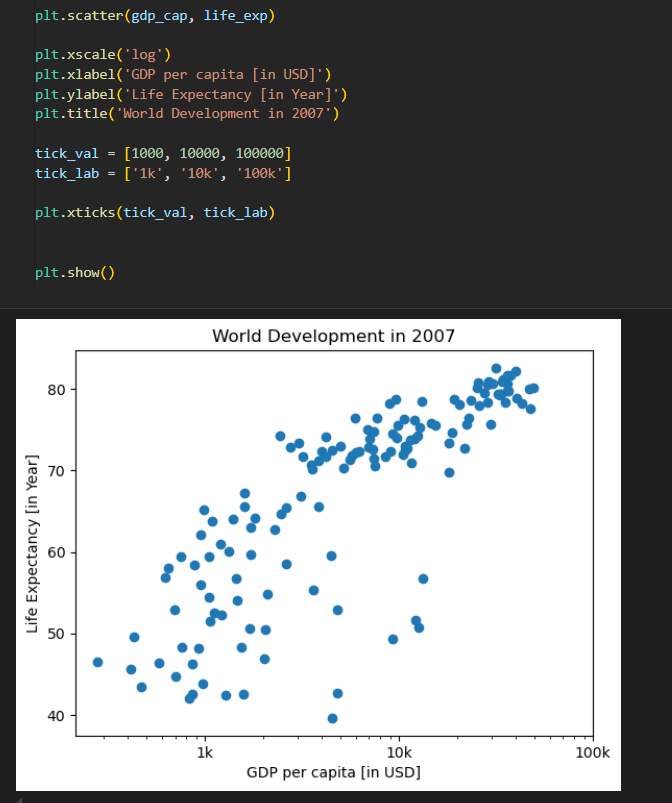 plt.scatter(gdp_cap, life_exp)
plt.xscale('log')
plt.xlabel('GDP per capita [in USD]')
plt.ylabel('Life Expectancy [in Year]')
plt.title('World Development in 2007')
tick_val = [1000, 10000, 100000]
tick_lab = ['1k', '10k', '100k']
plt.xticks(tick_val, tick_lab)
plt.show()
World Development in 2007
80
70
60
50
40
Life Expectancy [in Year]
1k 10k 100k
GDP per capita [in USD]